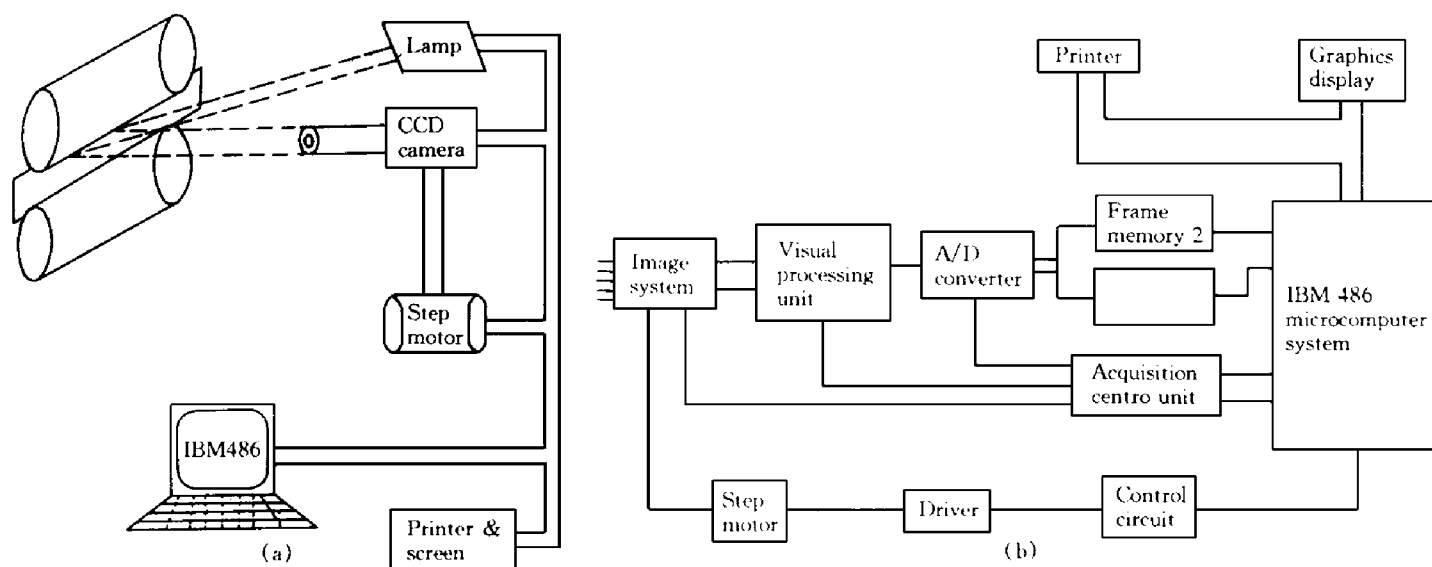 Lamp
CCD
camera
Step
motor
IBM486
Printer &
screen
(a)
Printer
Graphics
display
Frame
memory 2
Image
system
Visual
processing
unit
A/D
converter
IBM 486
microcomputer
system
Acquisition
centro unit
Step
motor
Driver
Control
circuit
(b)